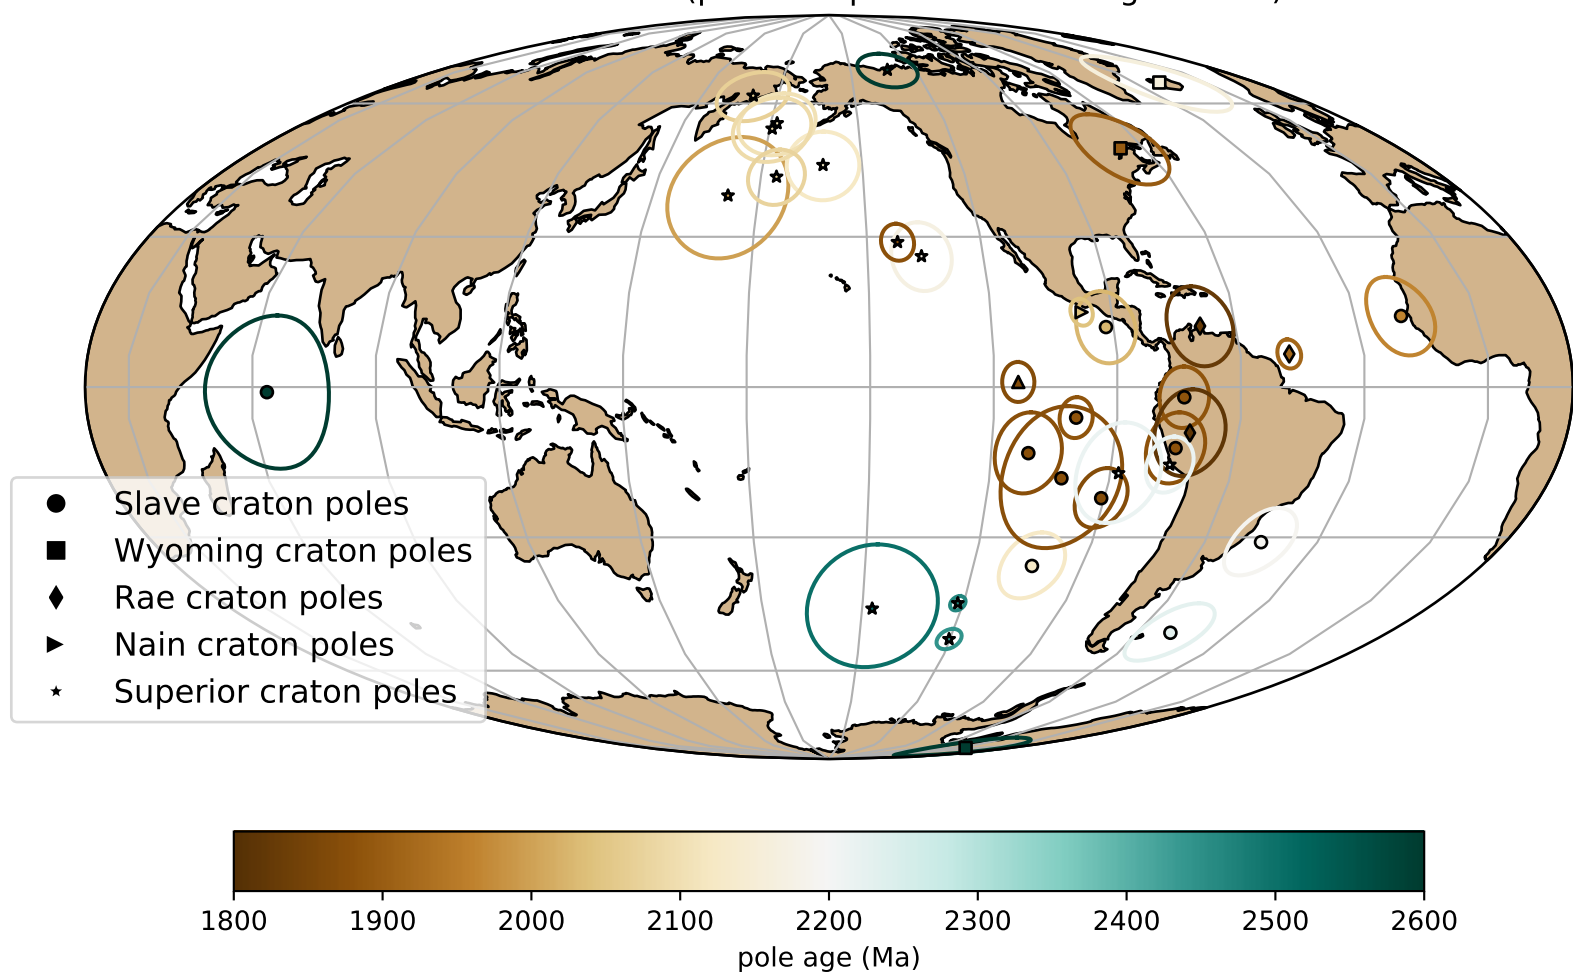 Slave craton poles
Wyoming craton poles
Rae craton poles
Nain craton poles
Superior craton poles
1800 1900 2000 2100 2200 2300 2400 2500 2600
pole age (Ma)